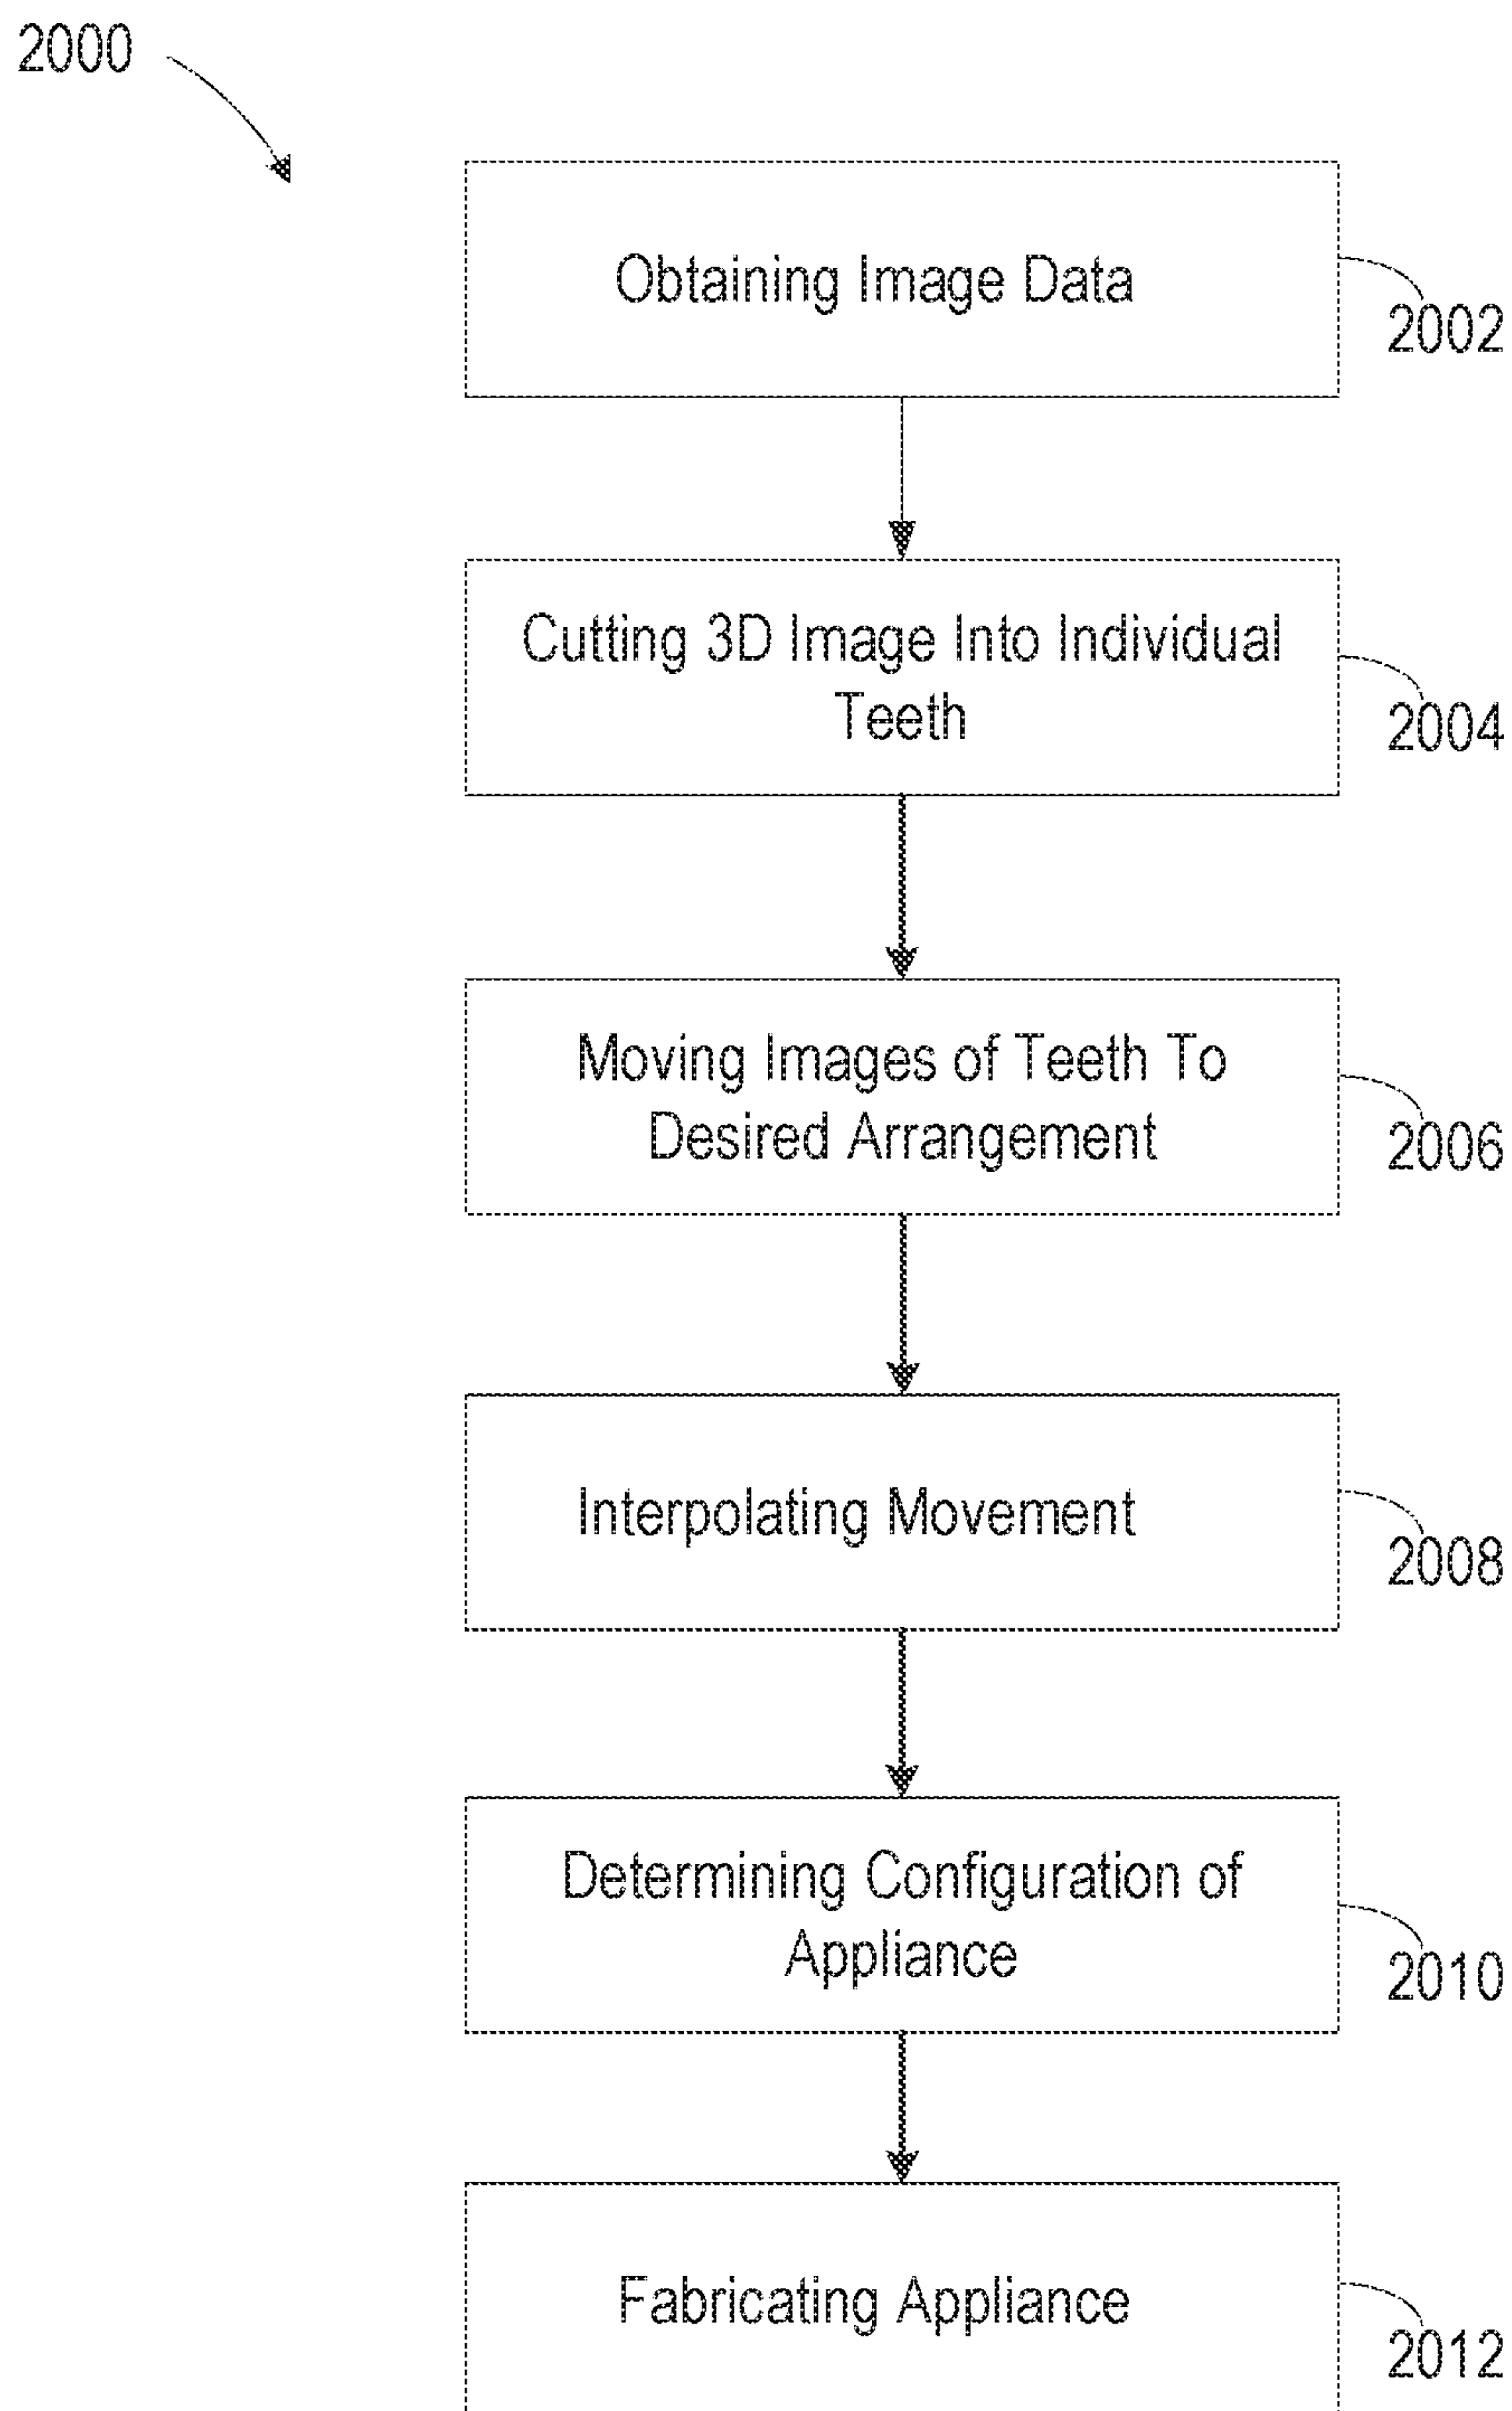 2000
Obtaining Image Data
2002
Cutting 3D Image Into Individual
Teeth
2004
Moving Images of Teeth To
Desired Arrangement
2006
Interpolating Movement
2008
Determining Configuration of
Appliance
2010
Fabricating Appliance
2012